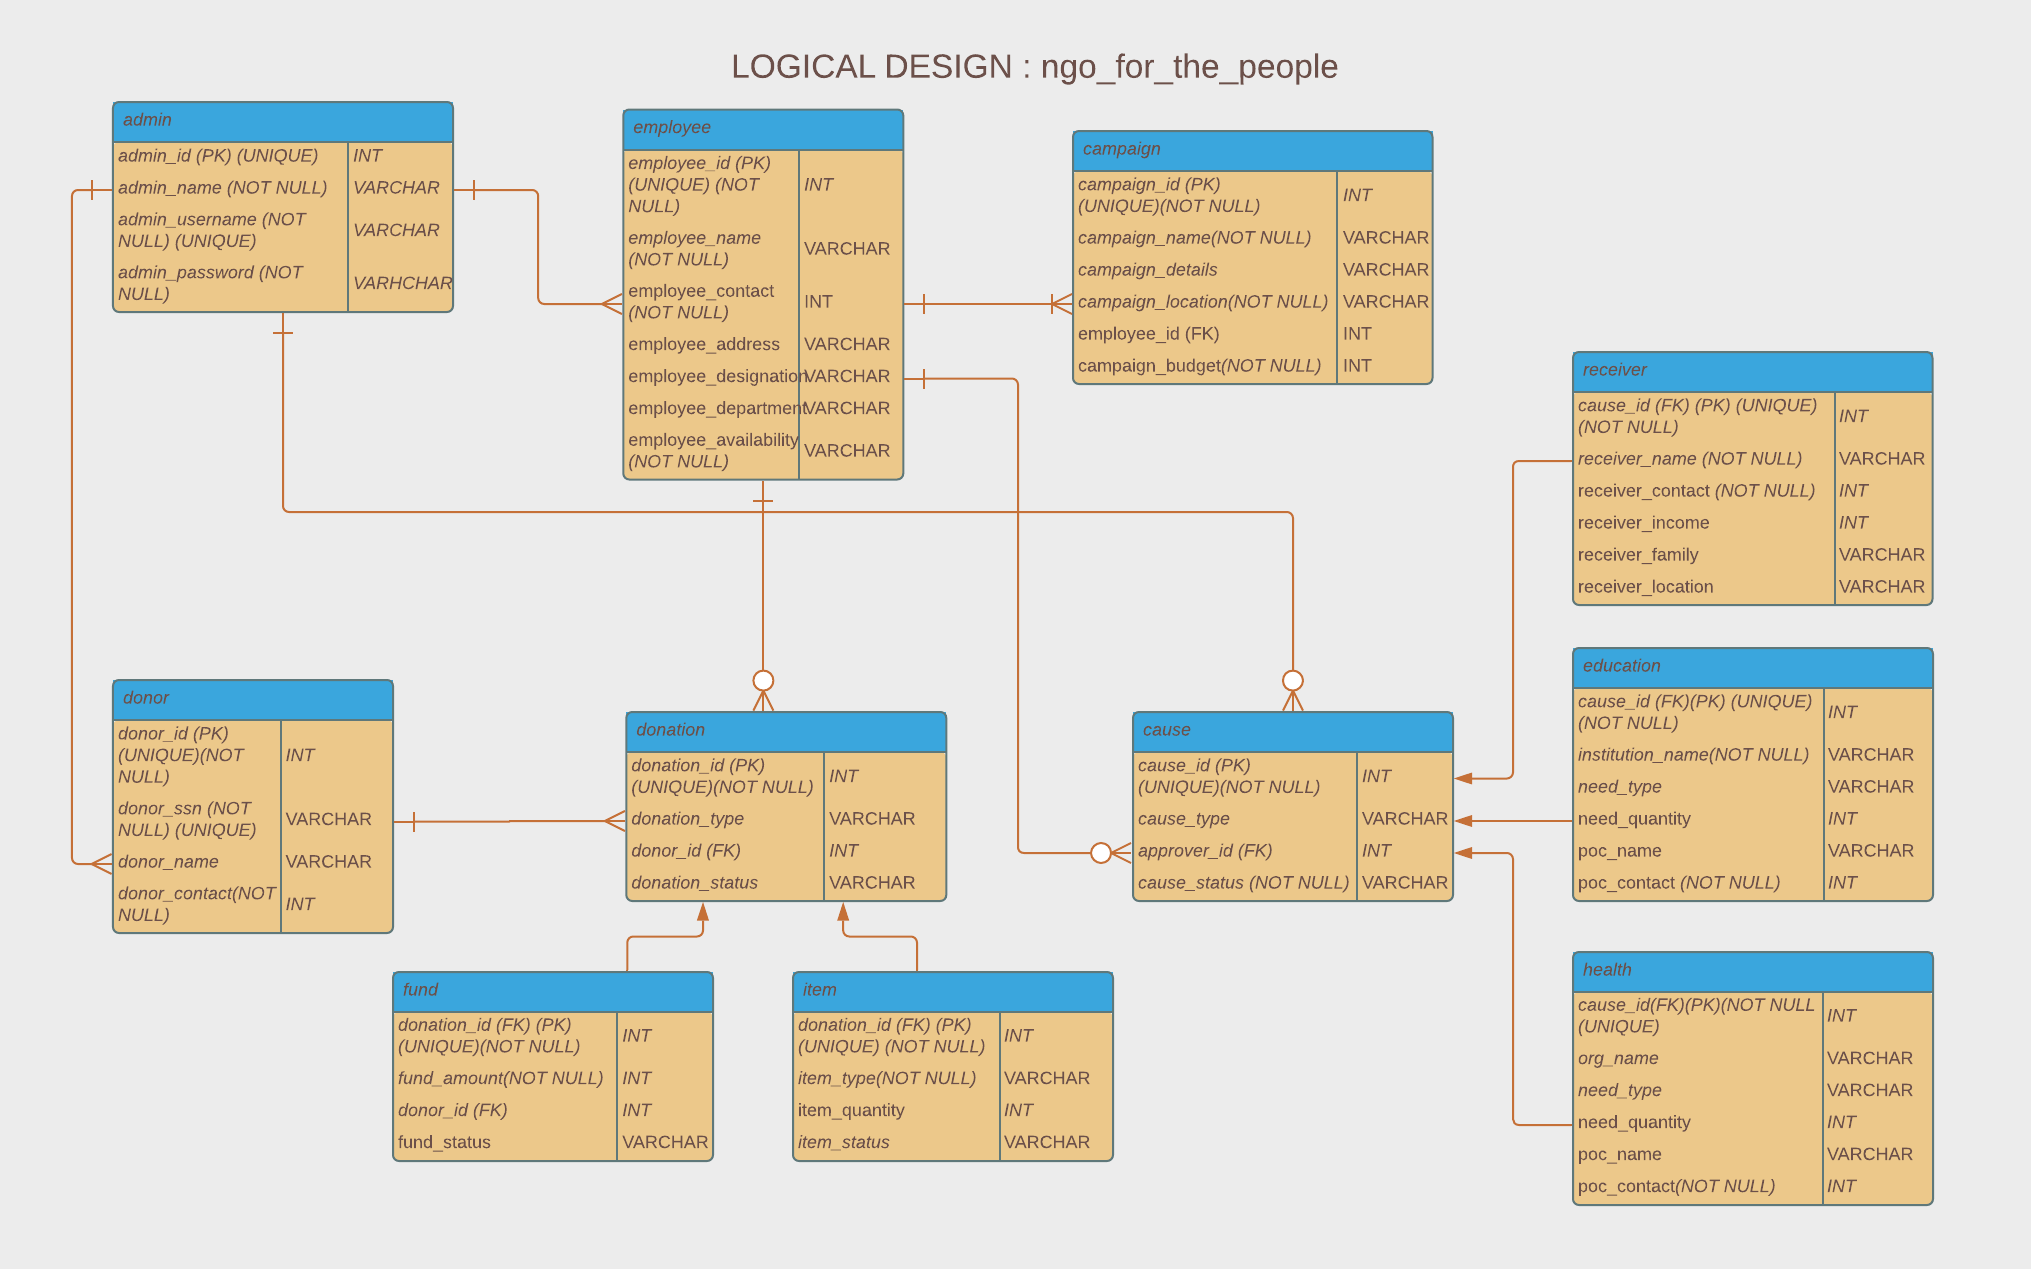 LOGICAL DESIGN : ngo_for_the_people
admin
admin_id (PK) (UNIQUE) INT
admin_name (NOT NULL) VARCHAR
admin_username (NOT
NULL) (UNIQUE) VARCHAR
admin_password (NOT
NULL) VARHCHAR
employee
employee_id (PK)
(UNIQUE) (NOT
NULL) INT
employee_name
(NOT NULL) VARCHAR
employee_contact
(NOT NULL) INT
employee_address VARCHAR
employee_designation VARCHAR
employee_department VARCHAR
employee_availability
(NOT NULL) VARCHAR
campaign
campaign_id (PK)
(UNIQUE)(NOT NULL) INT
campaign_name(NOT NULL) VARCHAR
campaign_details VARCHAR
campaign_location(NOT NULL) VARCHAR
employee_id (FK) INT
campaign_budget(NOT NULL) INT
receiver
cause_id (FK) (PK) (UNIQUE)
(NOT NULL) INT
receiver_name (NOT NULL) VARCHAR
receiver_contact (NOT NULL) INT
receiver_income INT
receiver_family VARCHAR
receiver_location VARCHAR
donor
donor_id (PK)
(UNIQUE)(NOT
NULL) INT
donor_ssn (NOT
NULL) (UNIQUE) VARCHAR
donor_name VARCHAR
donor_contact(NOT
NULL) INT
donation
donation_id (PK)
(UNIQUE)(NOT NULL) INT
donation_type VARCHAR
donor_id (FK) INT
donation_status VARCHAR
cause
cause_id (PK)
(UNIQUE)(NOT NULL) INT
cause_type VARCHAR
approver_id (FK) INT
cause_status (NOT NULL) VARCHAR
education
cause_id (FK)(PK) (UNIQUE)
(NOT NULL) INT
institution_name(NOT NULL) VARCHAR
need_type VARCHAR
need_quantity INT
poc_name VARCHAR
poc_contact (NOT NULL) INT
fund
donation_id (FK) (PK)
(UNIQUE)(NOT NULL) INT
fund_amount(NOT NULL) INT
donor_id (FK) INT
fund_status VARCHAR
item
donation_id (FK) (PK)
(UNIQUE) (NOT NULL) INT
item_type(NOT NULL) VARCHAR
item_quantity INT
item_status VARCHAR
health
cause_id(FK)(PK)(NOT NULL
(UNIQUE) INT
org_name VARCHAR
need_type VARCHAR
need_quantity INT
poc_name VARCHAR
poc_contact(NOT NULL) INT